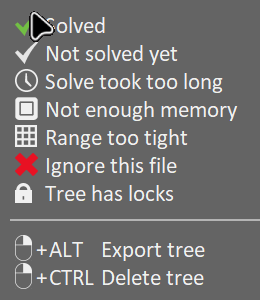 Solved
Not solved yet
Solve took too long
Not enough memory
Range too tight
Ignore this file
Tree has locks
+ALT Export tree
+CTRL Delete tree